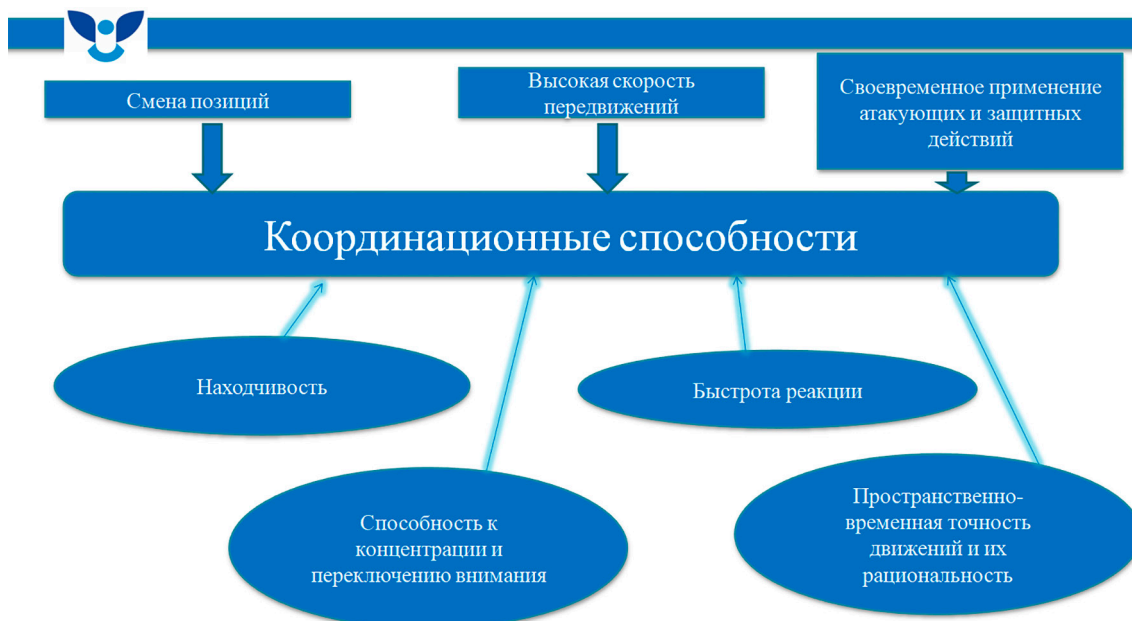 Смена позиций
Высокая скорость
передвижений
Своевременное применение
атакующих и защитных
действий
Координационные способности
Находчивость
Быстрота реакции
Способность к
концентрации и
переключению внимания
Пространственно-
временная точность
движений и их
рациональность